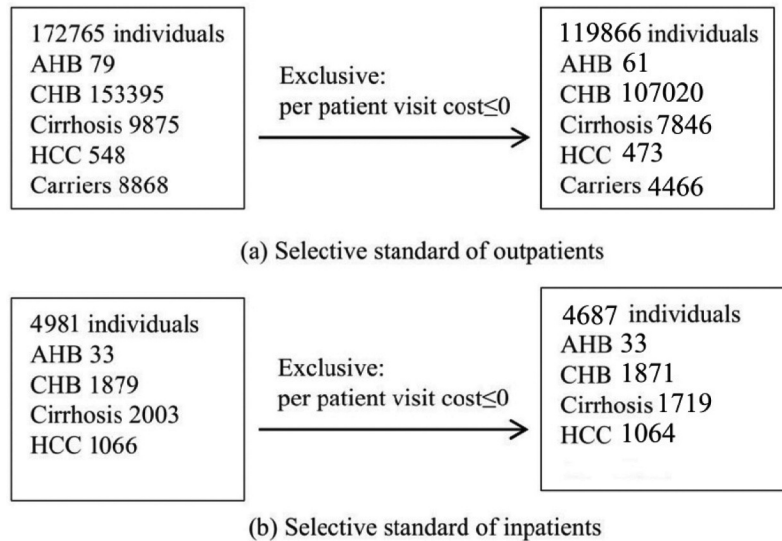 172765 individuals
AHB 79
CHB 153395
Cirrhosis 9875
HCC 548
Carriers 8868
Exclusive:
per patient visit cost≤0
119866 individuals
AHB 61
CHB 107020
Cirrhosis 7846
HCC 473
Carriers 4466
(a) Selective standard of outpatients
4981 individuals
AHB 33
CHB 1879
Cirrhosis 2003
HCC 1066
Exclusive:
per patient visit cost≤0
4687 individuals
AHB 33
CHB 1871
Cirrhosis 1719
HCC 1064
(b) Selective standard of inpatients